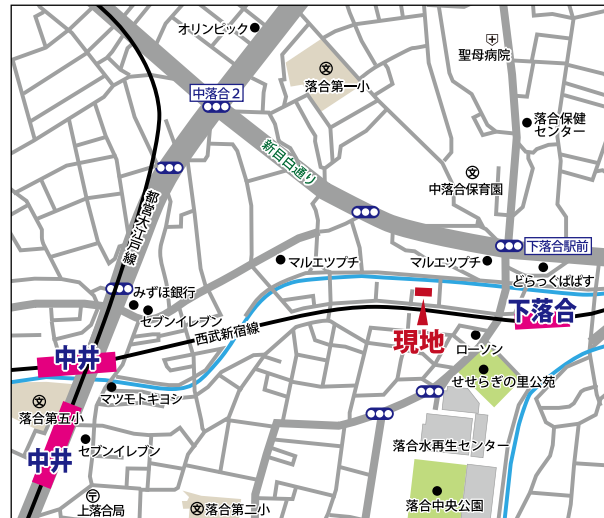 オリンピック
聖母病院
落合第一小
中落合2
落合保健
センター
新目白通り
中落合保育園
都営大江戸線
下落合駅前
マルエツプチ
マルエツプチ
どらっぐぱぱす
みずほ銀行
セブンイレブン
下落合
西武新宿線
現地
ローソン
中井
せせらぎの里公苑
マツモトキヨシ
落合第五小
落合水再生センター
セブンイレブン
中井
上落合局
落合第二小
落合中央公園